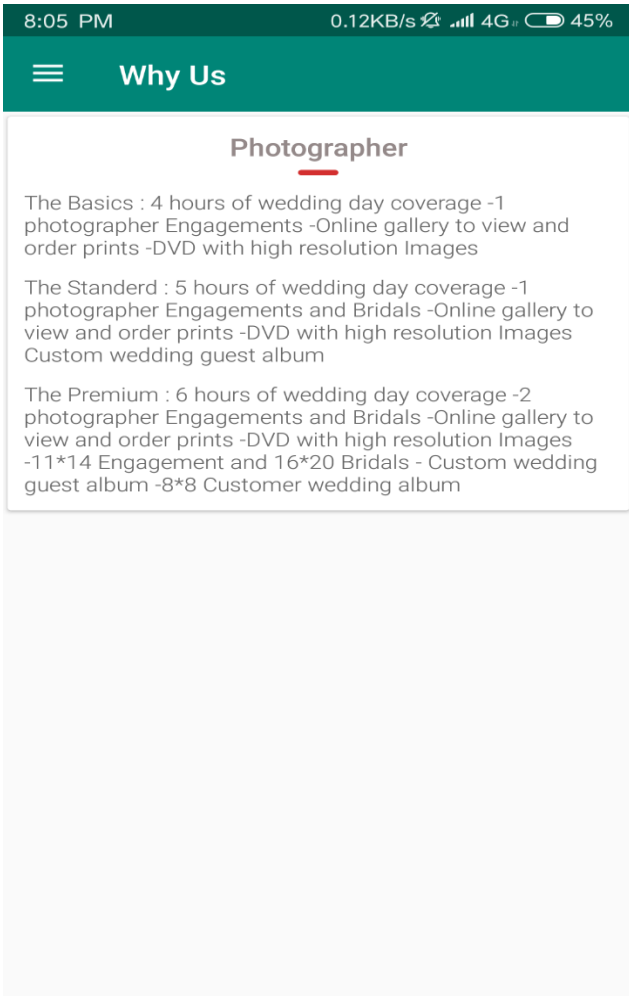 8:05 PM 0.12KB/s 4G 45%
Why Us
Photographer
The Basics : 4 hours of wedding day coverage -1
photographer Engagements -Online gallery to view and
order prints -DVD with high resolution Images
The Standerd : 5 hours of wedding day coverage -1
photographer Engagements and Bridals -Online gallery to
view and order prints -DVD with high resolution Images
Custom wedding guest album
The Premium : 6 hours of wedding day coverage -2
photographer Engagements and Bridals -Online gallery to
view and order prints -DVD with high resolution Images
-11*14 Engagement and 16*20 Bridals - Custom wedding
guest album -8*8 Customer wedding album